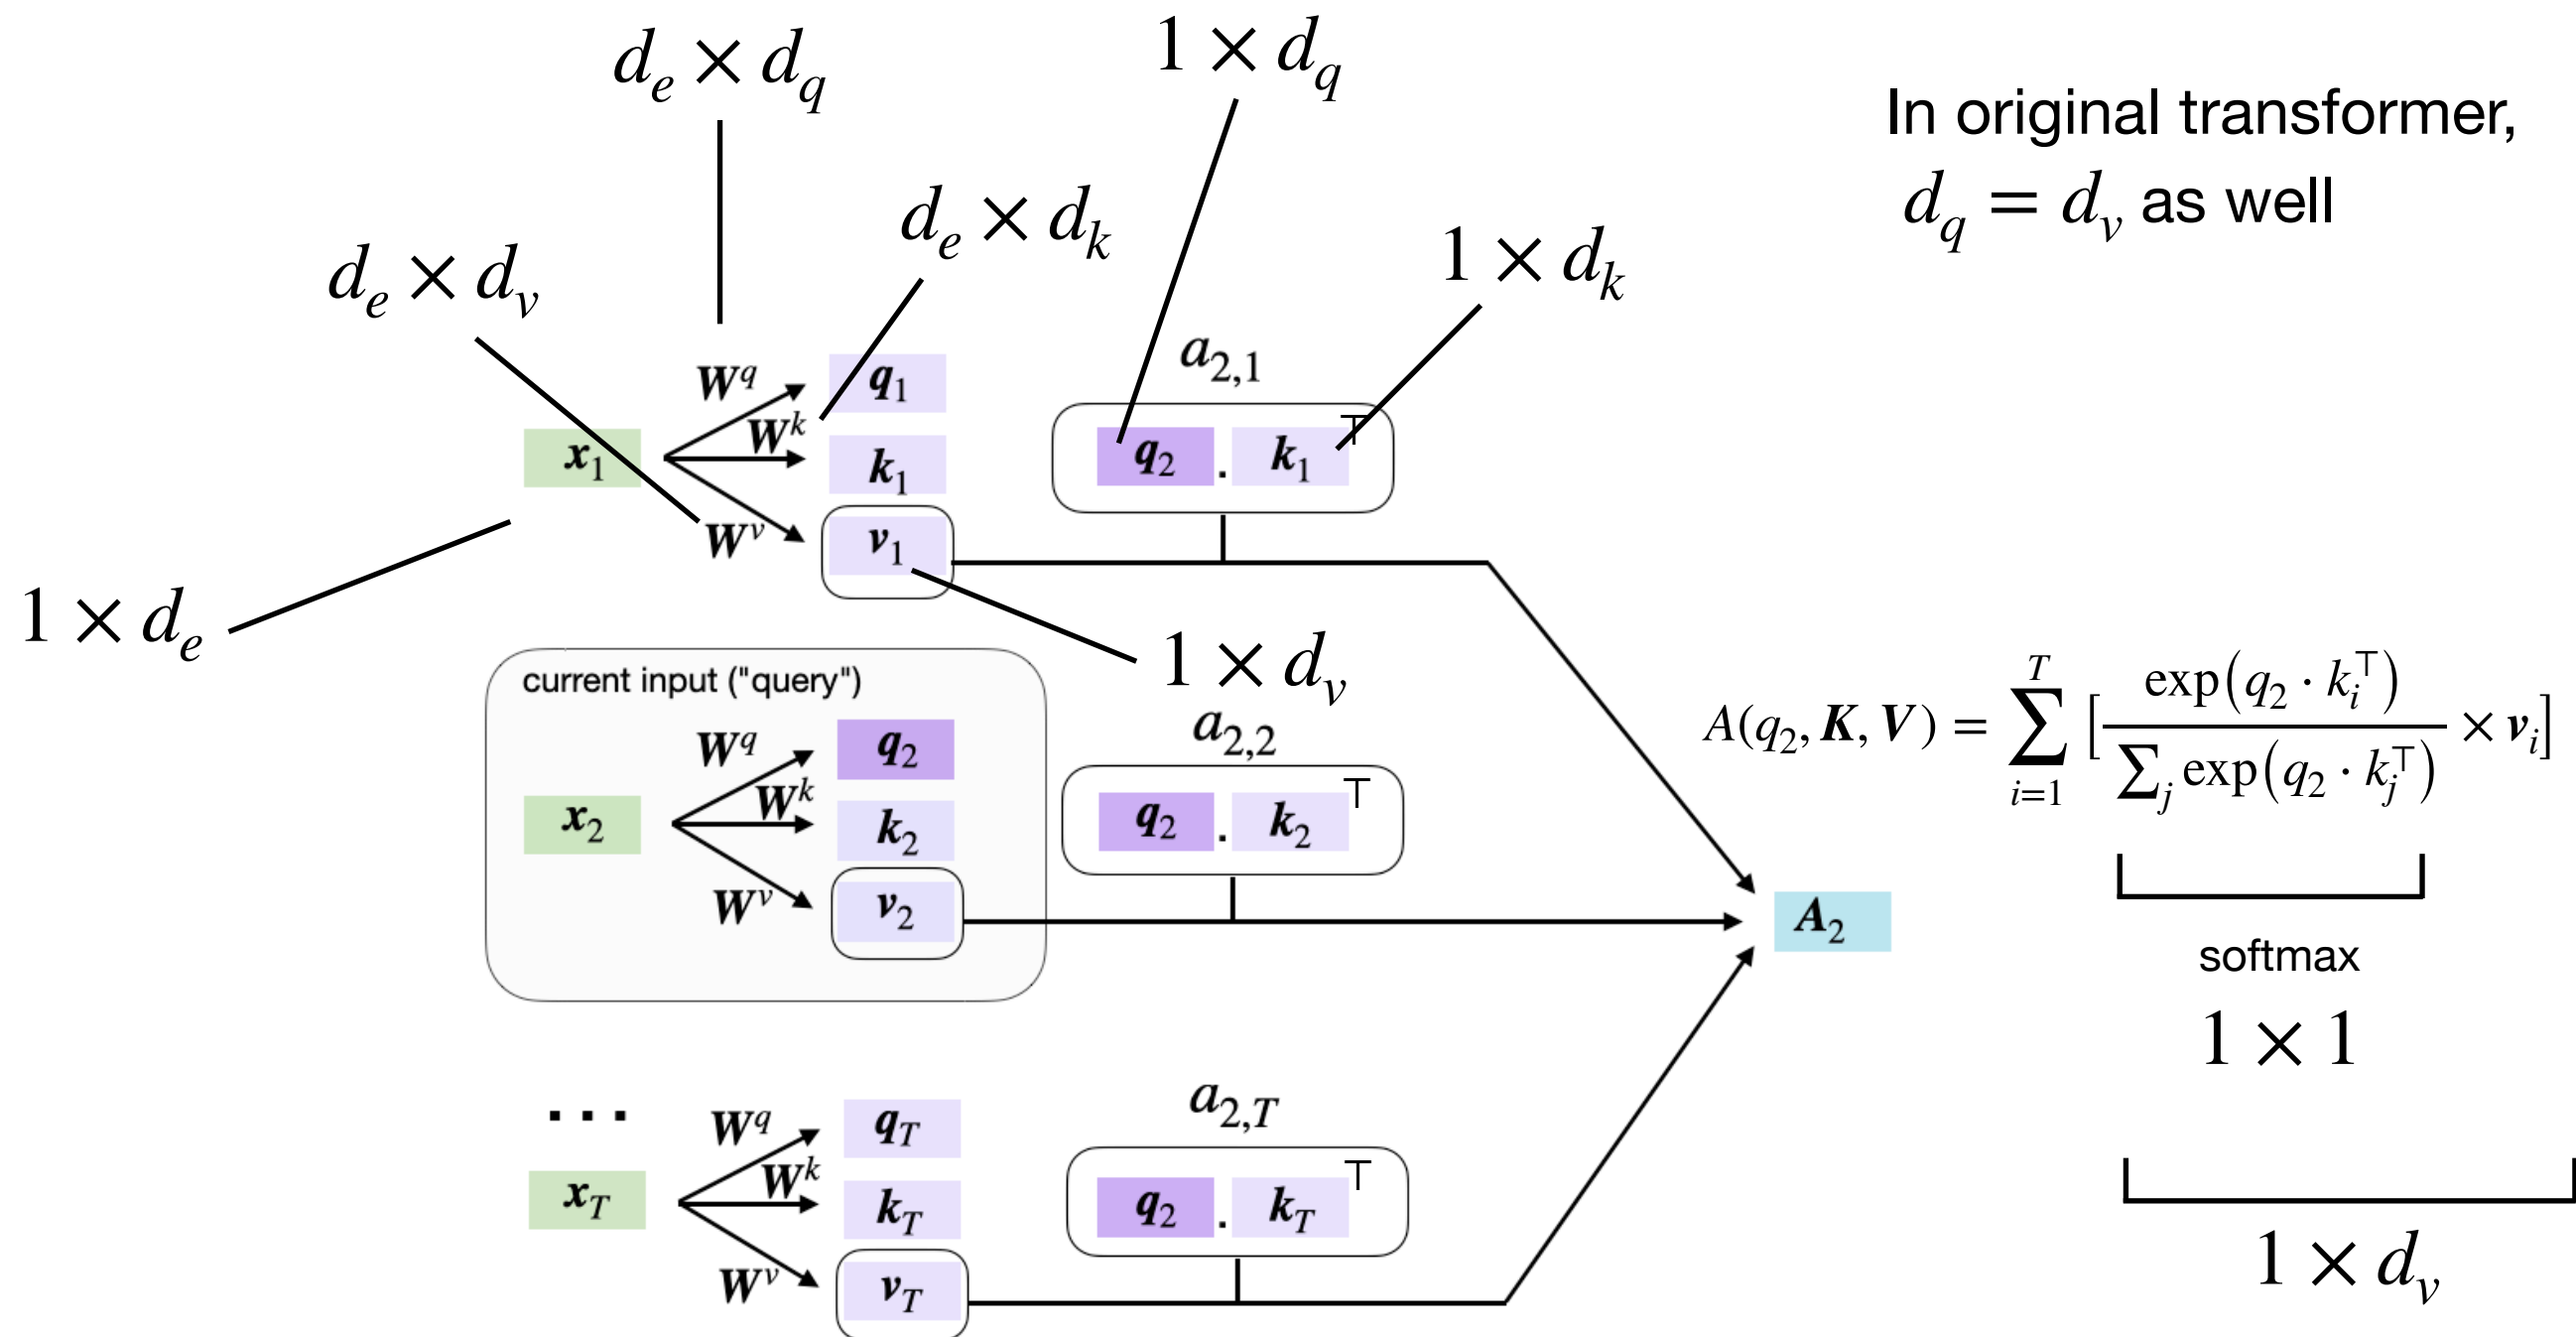 d_e × d_q
1 × d_q
In original transformer,
d_q = d_v as well
d_e × d_k
d_e × d_v
1 × d_k
a_{2,1}
W^q
q_1
x_1
W^k
k_1
q_2 . k_1^⊤
W^v
v_1
1 × d_e
1 × d_v
current input ("query")
a_{2,2}
W^q
q_2
x_2
W^k
k_2
q_2 . k_2^⊤
W^v
v_2
A(q_2, K, V) = \sum_{i=1}^{T} [\frac{exp(q_2 · k_i^⊤)}{\sum_j exp(q_2 · k_j^⊤)} × v_i]
A_2
softmax
1 × 1
...
a_{2,T}
W^q
q_T
x_T
W^k
k_T
q_2 . k_T^⊤
W^v
v_T
1 × d_v